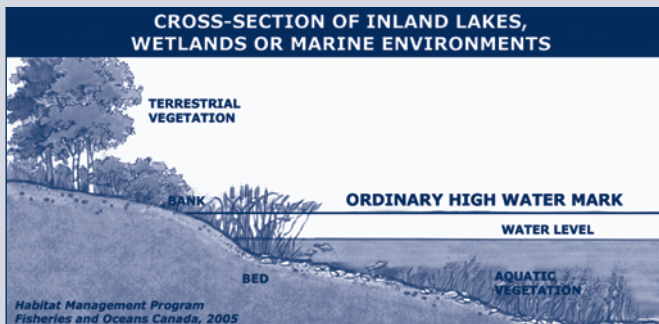 CROSS-SECTION OF INLAND LAKES,
WETLANDS OR MARINE ENVIRONMENTS
TERRESTRIAL
VEGETATION
BANK
ORDINARY HIGH WATER MARK
WATER LEVEL
BED
AQUATIC
VEGETATION
Habitat Management Program
Fisheries and Oceans Canada, 2005